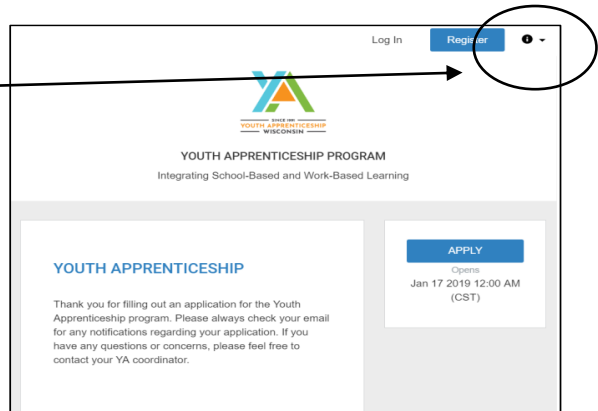 Log In Register
SINCE 1991
YOUTH APPRENTICESHIP
WISCONSIN
YOUTH APPRENTICESHIP PROGRAM
Integrating School-Based and Work-Based Learning
YOUTH APPRENTICESHIP
Thank you for filling out an application for the Youth
Apprenticeship program. Please always check your email
for any notifications regarding your application. If you
have any questions or concerns, please feel free to
contact your YA coordinator.
APPLY
Opens
Jan 17 2019 12:00 AM
(CST)